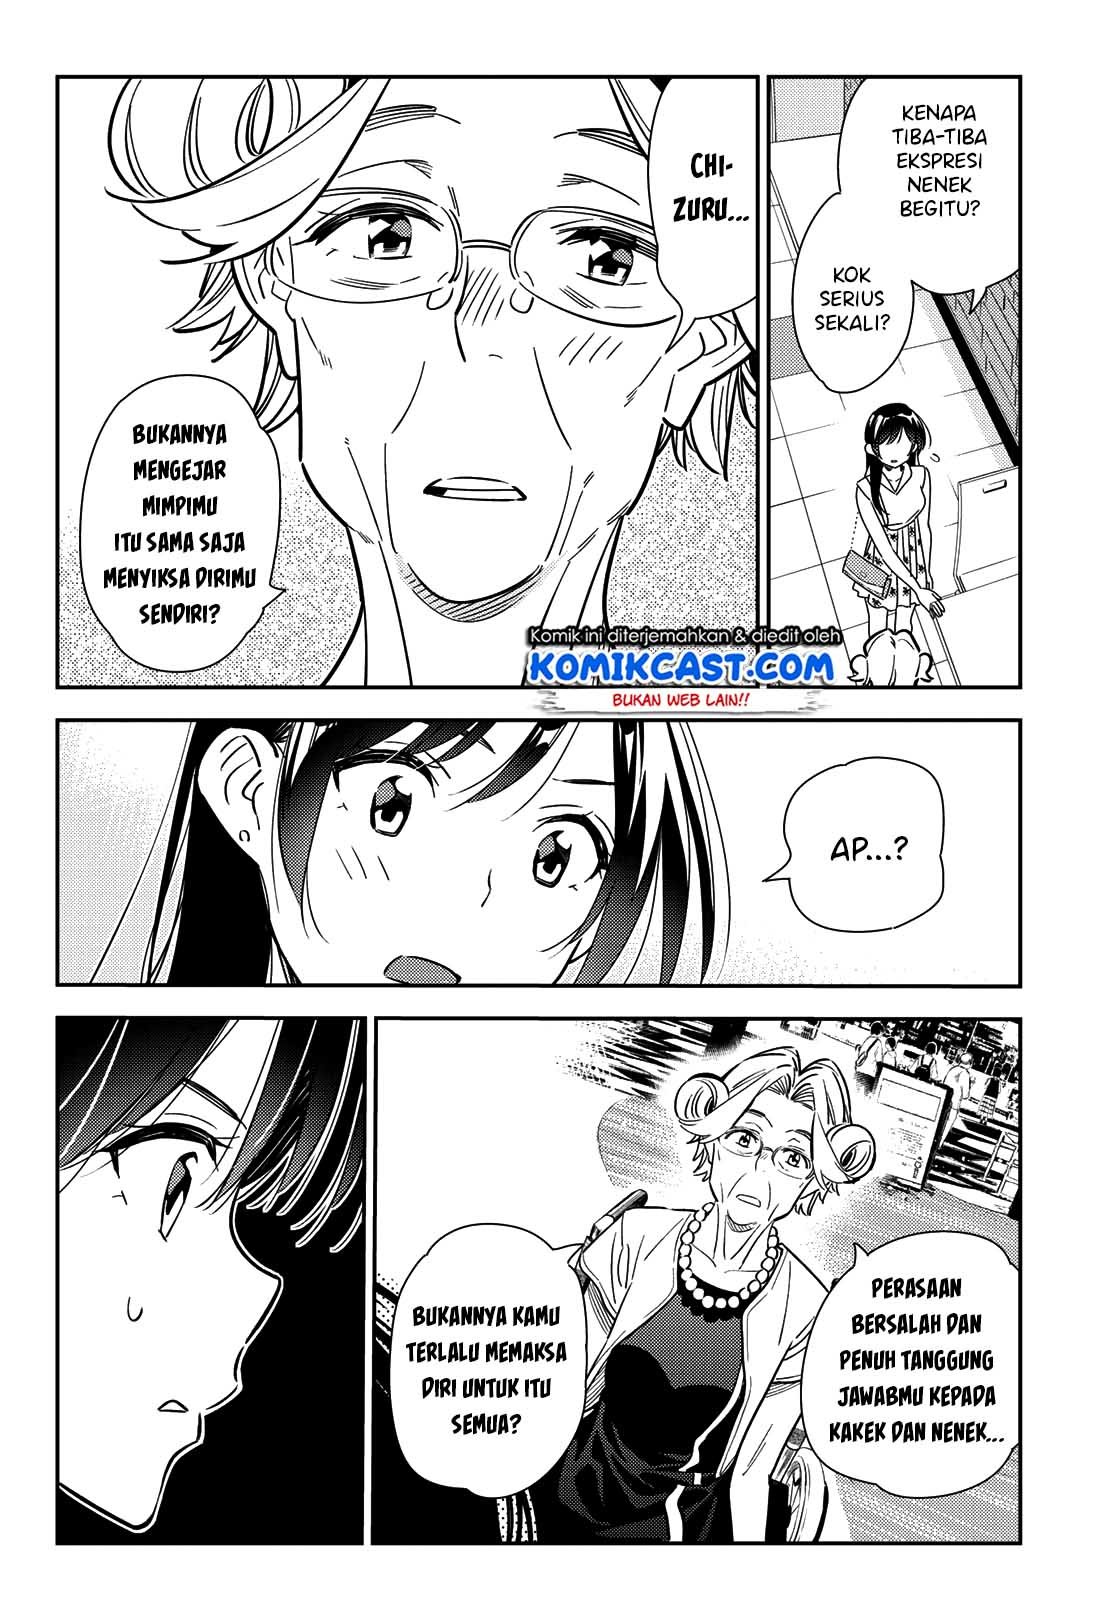 KENAPA
TIBA-TIBA
EKSPRESI
NENEK
BEGITU?
KOK
SERIUS
SEKALI?
CHI-
ZURU...
BUKANNYA
MENGEJAR
MIMPIMU
ITU SAMA SAJA
MENYIKSA DIRIMU
SENDIRI?
Komik ini diterjemahkan & diedit oleh
KOMIKCAST.COM
BUKAN WEB LAIN!!
AP...?
PERASAAN
BERSALAH DAN
PENUH TANGGUNG
JAWABMU KEPADA
KAKEK DAN NENEK...
BUKANNYA KAMU
TERLALU MEMAKSA
DIRI UNTUK ITU
SEMUA?